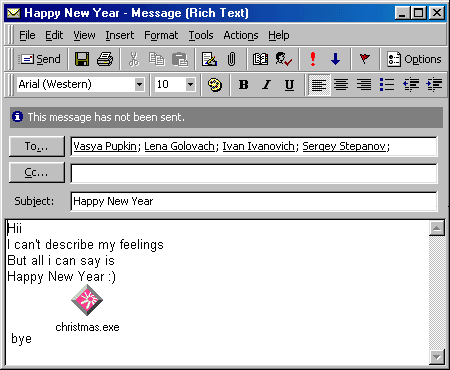 Happy New Year - Message (Rich Text)
File Edit View Insert Format Tools Actions Help
Send Options
Arial (Western) 10 B I U
This message has not been sent.
To... Vasya Pupkin; Lena Golovach; Ivan Ivanovich; Sergey Stepanov;
Cc...
Subject: Happy New Year
Hii
I can't describe my feelings
But all i can say is
Happy New Year :)
christmas.exe
bye